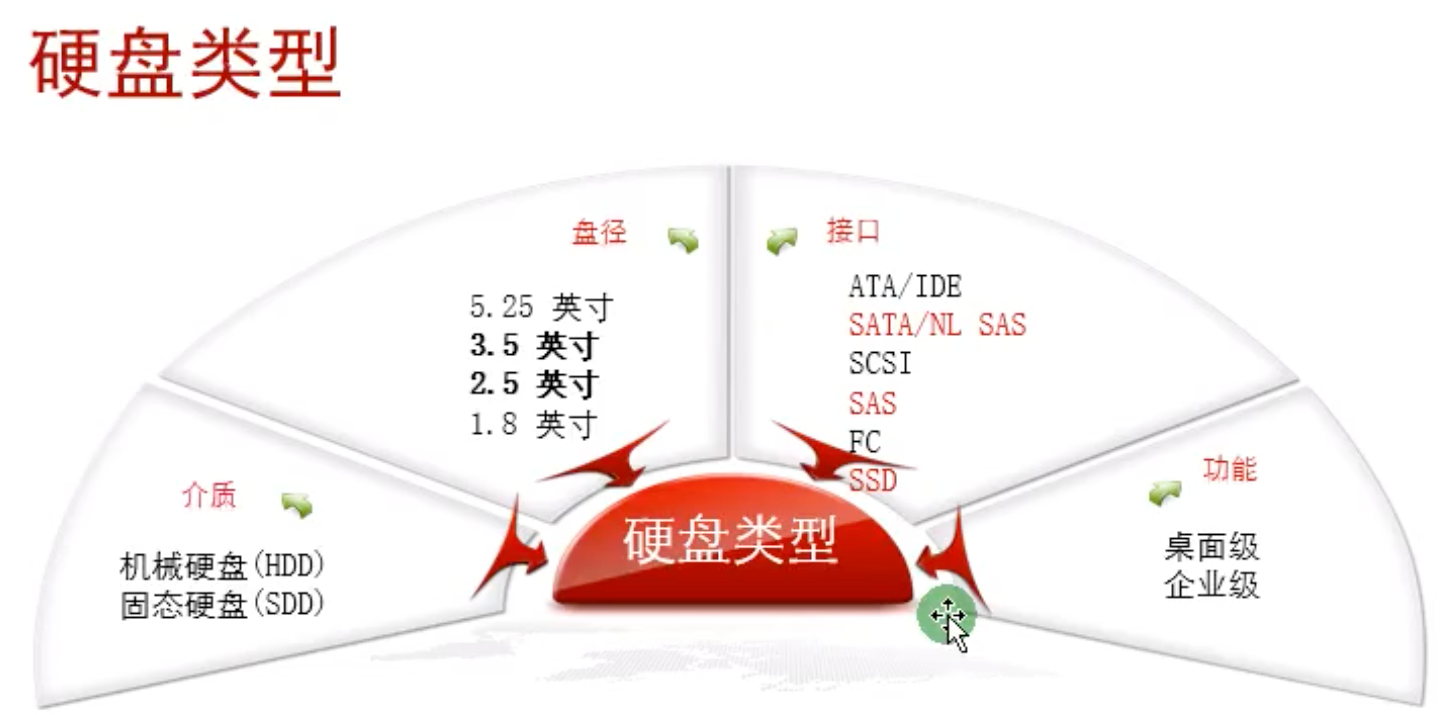 硬盘类型
盘径
5.25 英寸
3.5 英寸
2.5 英寸
1.8 英寸
接口
ATA/IDE
SATA/NL SAS
SCSI
SAS
FC
SSD
介质
机械硬盘(HDD)
固态硬盘(SDD)
功能
桌面级
企业级
硬盘类型